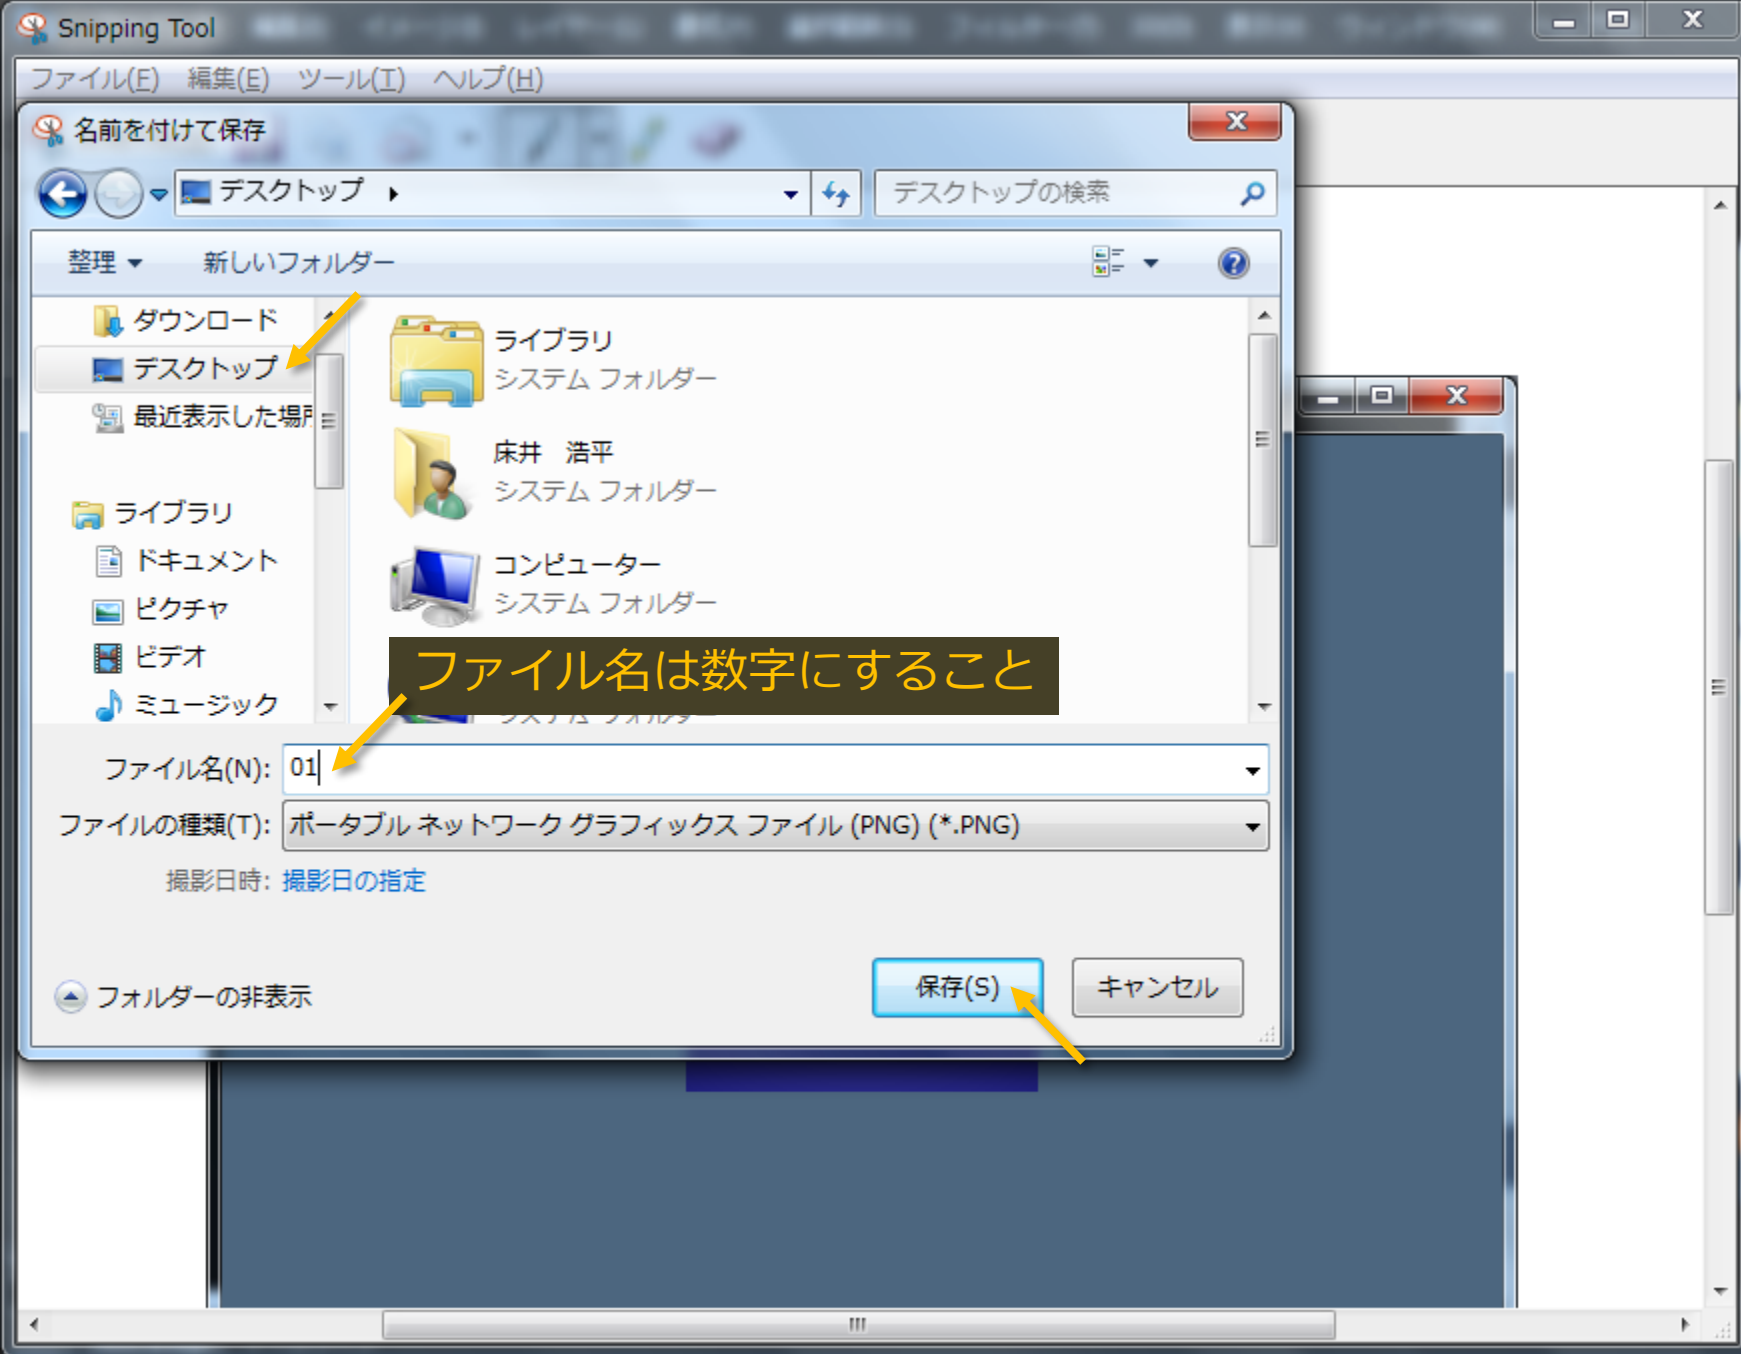 Snipping Tool
ファイル(F) 編集(E) ツール(T) ヘルプ(H)
名前を付けて保存
デスクトップ
デスクトップの検索
整理 新しいフォルダー
ダウンロード
デスクトップ
最近表示した場所
ライブラリ
ドキュメント
ピクチャ
ビデオ
ミュージック
ライブラリ
システム フォルダー
床井 浩平
システム フォルダー
コンピューター
システム フォルダー
ファイル名は数字にすること
システム フォルダー
ファイル名(N): 01
ファイルの種類(T): ポータブル ネットワーク グラフィックス ファイル (PNG) (*.PNG)
撮影日時: 撮影日の指定
フォルダーの非表示
保存(S)
キャンセル